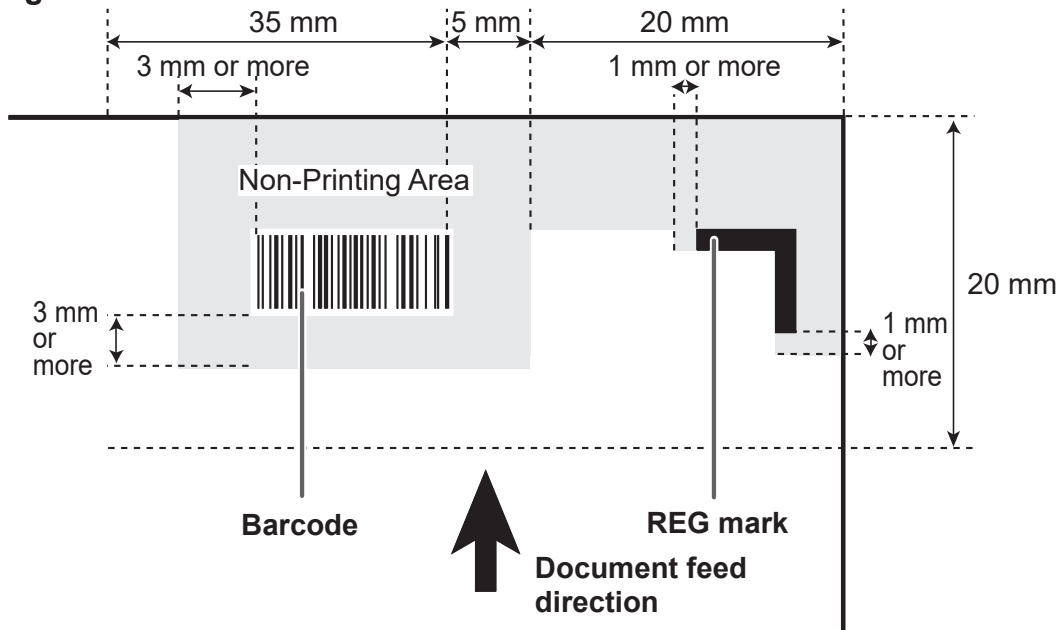 g
35 mm
5 mm
20 mm
3 mm or more
1 mm or more
Non-Printing Area
20 mm
3 mm
or
more
1 mm
or
more
Barcode
REG mark
Document feed
direction